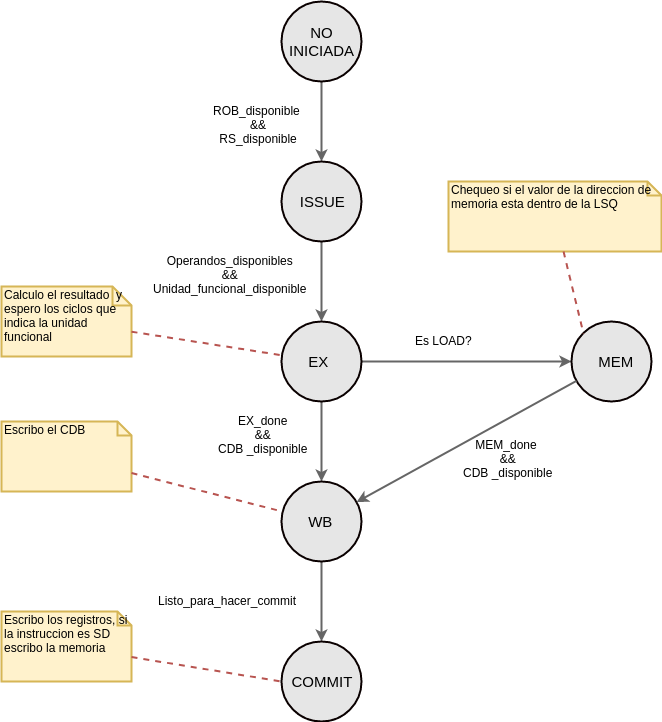 NO
INICIADA
ROB_disponible
&&
RS_disponible
ISSUE
Chequeo si el valor de la direccion de
memoria esta dentro de la LSQ
Operandos_disponibles
&&
Unidad_funcional_disponible
Calculo el resultado y
espero los ciclos que
indica la unidad
funcional
EX
Es LOAD?
MEM
Escribo el CDB
EX_done
&&
CDB _disponible
MEM_done
&&
CDB _disponible
WB
Listo_para_hacer_commit
Escribo los registros, si
la instruccion es SD
escribo la memoria
COMMIT